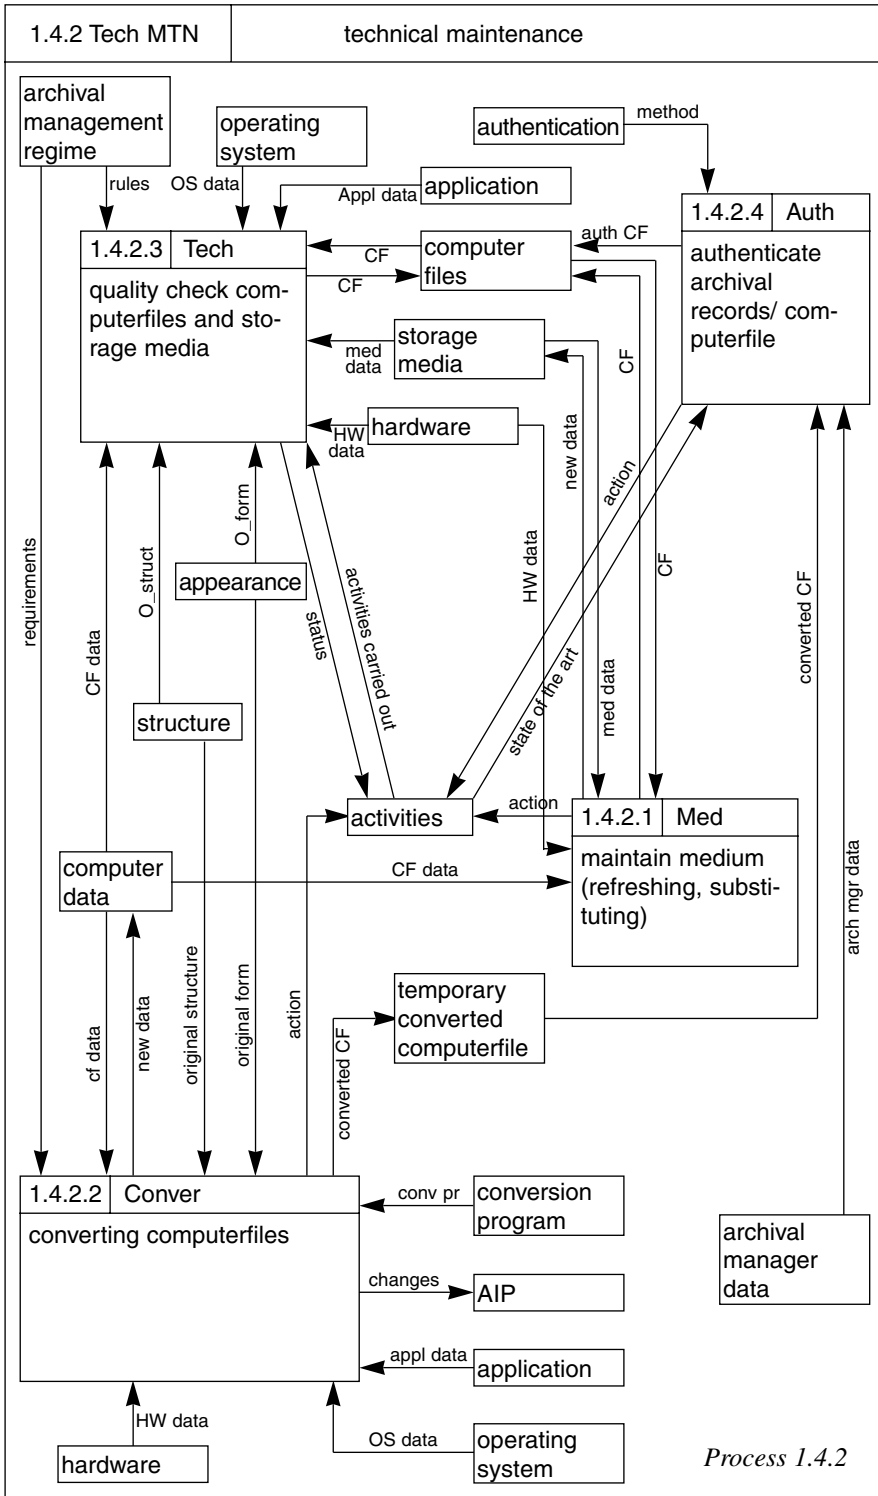 1.4.2 Tech MTN
technical maintenance
archival
management
regime
operating
system
authentication
method
rules
OS data
Appl data
application
1.4.2.4
Auth
authenticate
archival
records/ com-
puterfile
1.4.2.3
Tech
quality check com-
puterfiles and sto-
rage media
CF
CF
computer
files
auth CF
med
data
storage
media
HW
data
hardware
CF
new data
action
HW data
CF
O_form
O_struct
requirements
appearance
CF data
status
activities carried out
state of the art
med data
converted CF
structure
activities
action
1.4.2.1
Med
maintain medium
(refreshing, substi-
tuting)
computer
data
CF data
arch mgr data
cf data
new data
original structure
original form
action
converted CF
temporary
converted
computerfile
1.4.2.2
Conver
converting computerfiles
conv pr
conversion
program
changes
AIP
archival
manager
data
appl data
application
HW data
hardware
OS data
operating
system
Process 1.4.2